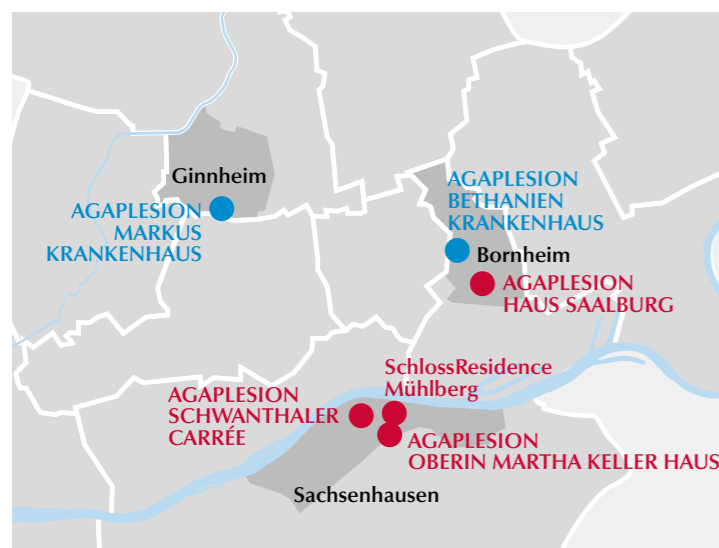 Ginnheim
AGAPLESION
MARKUS
KRANKENHAUS
AGAPLESION
BETHANIEN
KRANKENHAUS
Bornheim
AGAPLESION
HAUS SAALBURG
SchlossResidence
Mühlberg
AGAPLESION
SCHWANTHALER
CARRÉE
AGAPLESION
OBERIN MARTHA KELLER HAUS
Sachsenhausen